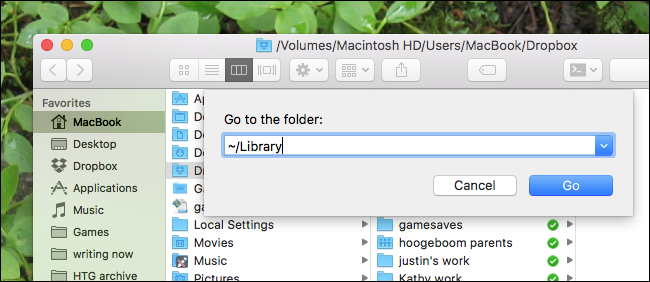 /Volumes/Macintosh HD/Users/MacBook/Dropbox
Favorites
MacBook
Desktop
Dropbox
Applications
Music
Games
writing now
HTG archive
Go to the folder:
~/Library
Cancel
Go
Local Settings
Movies
Music
Pictures
gamesaves
hoogeboom parents
justin's work
Kathy work